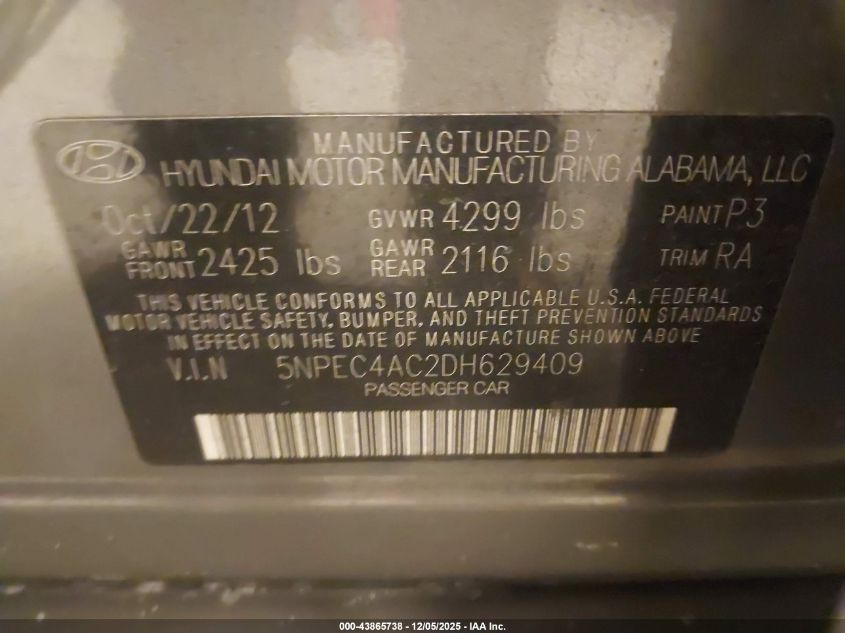 MANUFACTURED BY
HYUNDAI MOTOR MANUFACTURING ALABAMA, LLC
Oct/22/12 GVWR 4299 lbs PAINT P3
GAWR FRONT 2425 lbs GAWR REAR 2116 lbs TRIM RA
THIS VEHICLE CONFORMS TO ALL APPLICABLE U.S.A. FEDERAL
MOTOR VEHICLE SAFETY, BUMPER, AND THEFT PREVENTION STANDARDS
IN EFFECT ON THE DATE OF MANUFACTURE SHOWN ABOVE
V.I.N 5NPEC4AC2DH629409
PASSENGER CAR
000-43865738 - 12/05/2025 - IAA Inc.